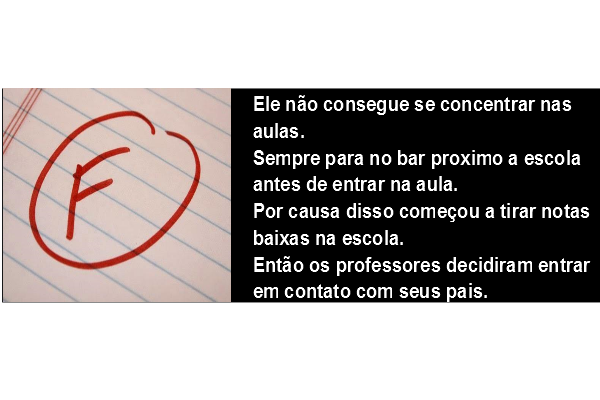 F
Ele não consegue se concentrar nas
aulas.
Sempre para no bar proximo a escola
antes de entrar na aula.
Por causa disso começou a tirar notas
baixas na escola.
Então os professores decidiram entrar
em contato com seus pais.